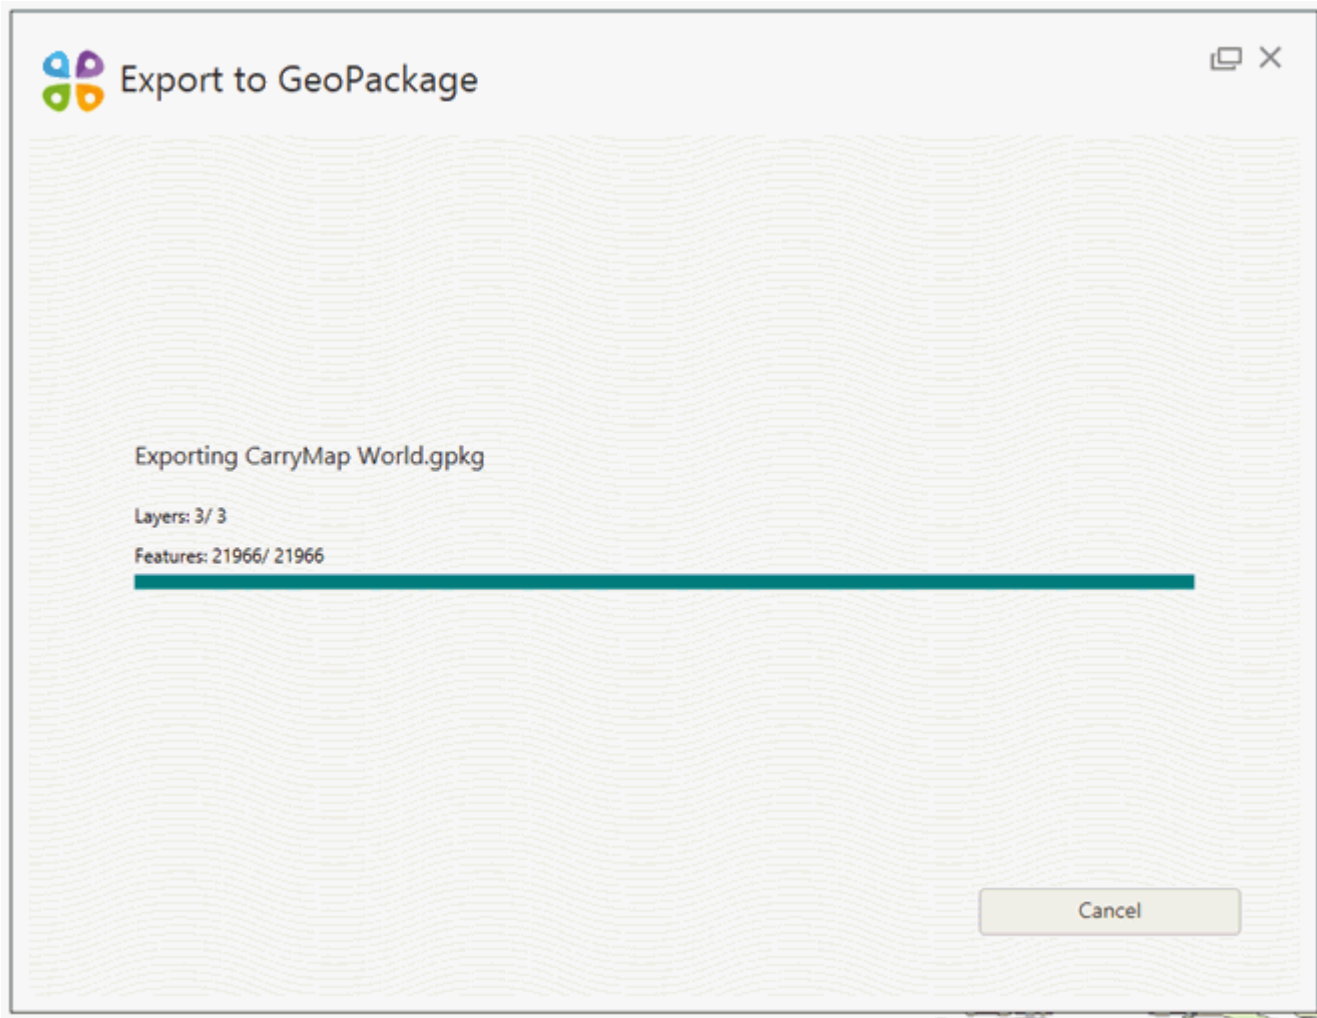 Export to GeoPackage
Exporting CarryMap World.gpkg
Layers: 3/ 3
Features: 21966/ 21966
Cancel